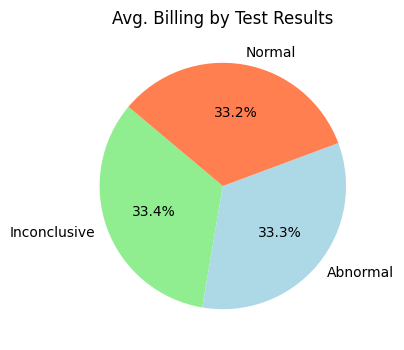 Avg. Billing by Test Results
Normal
33.2%
33.4%
Inconclusive
33.3%
Abnormal